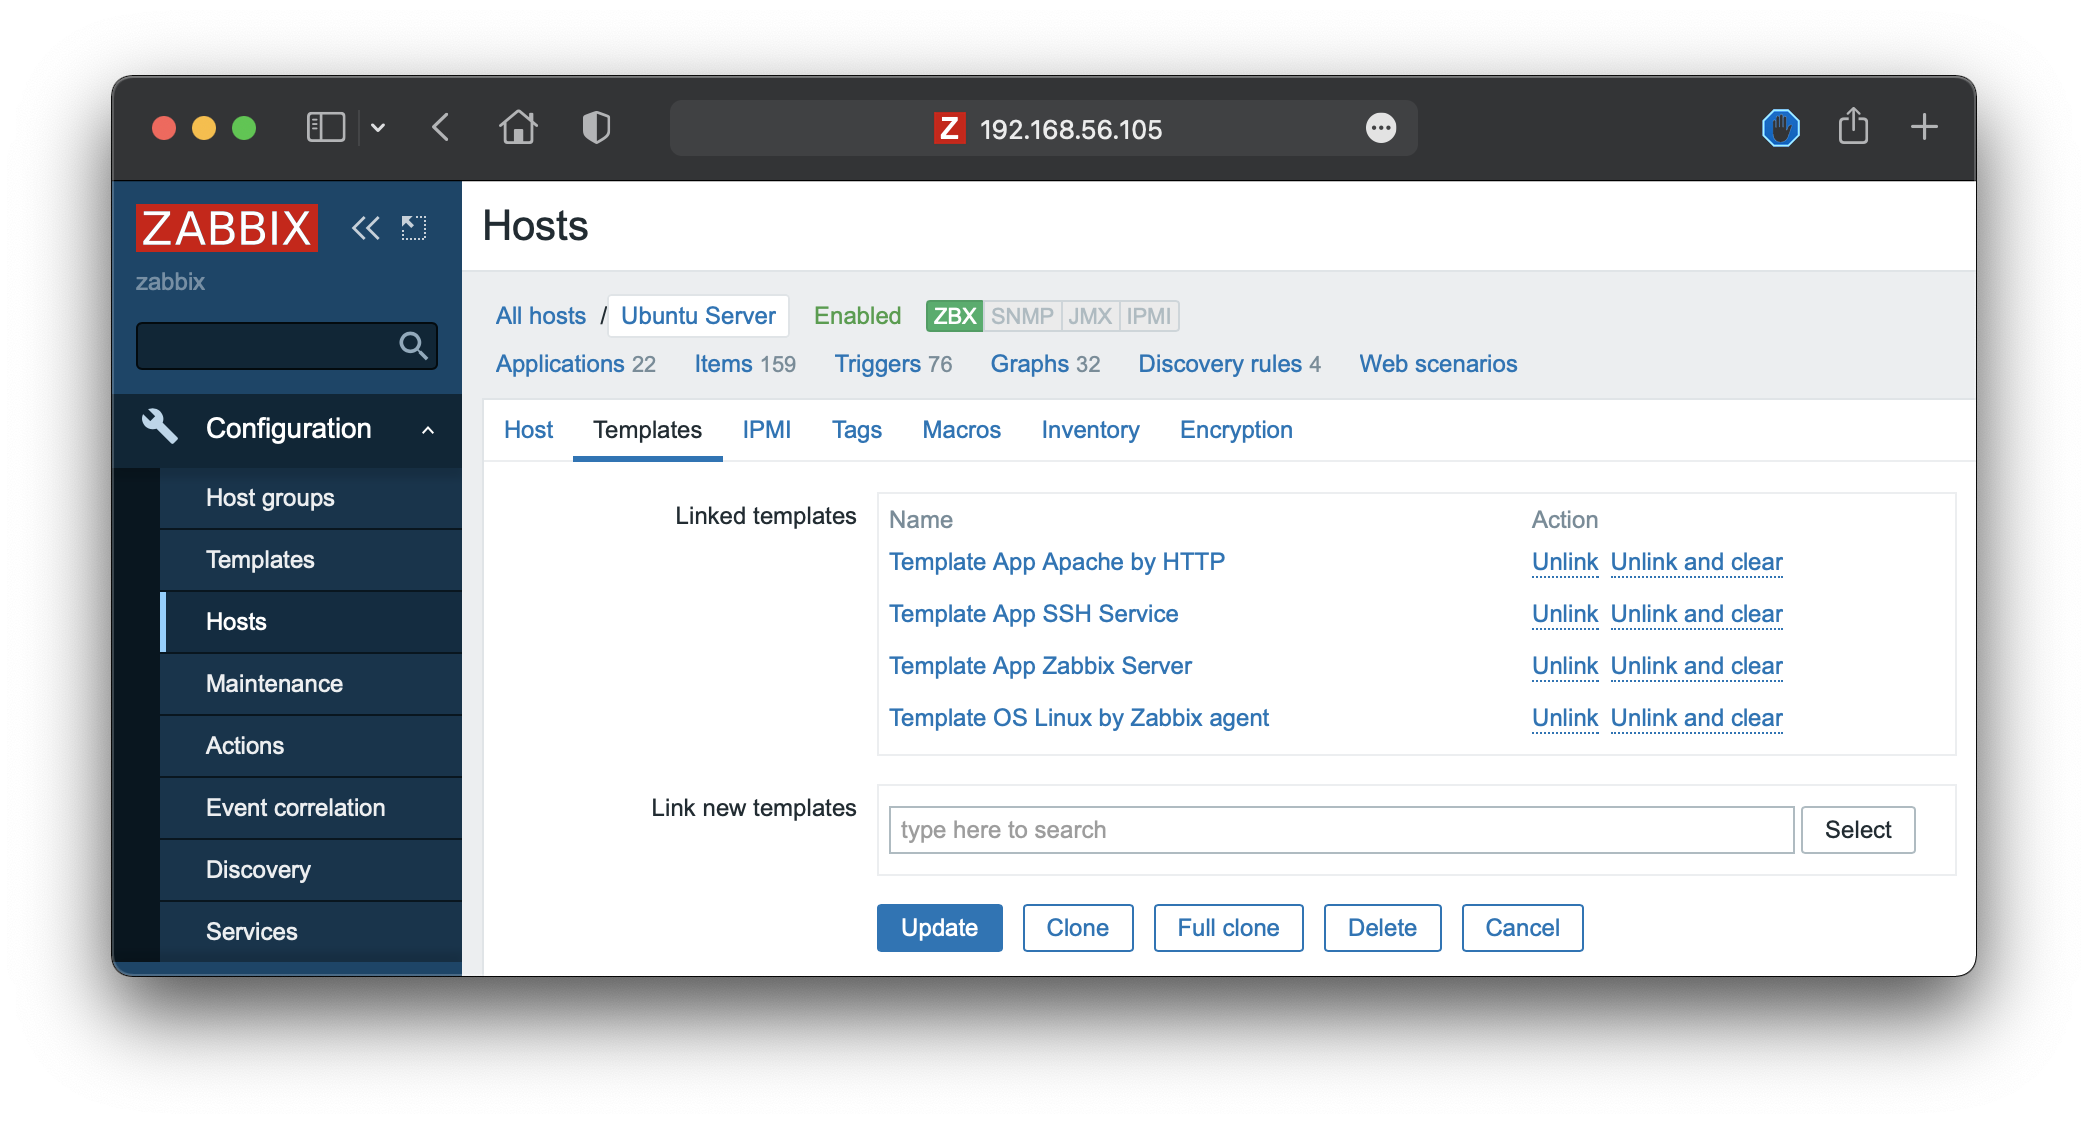 Z 192.168.56.105
ZABBIX
zabbix
Configuration
Host groups
Templates
Hosts
Maintenance
Actions
Event correlation
Discovery
Services
Hosts
All hosts / Ubuntu Server Enabled ZBX SNMP JMX IPMI
Applications 22 Items 159 Triggers 76 Graphs 32 Discovery rules 4 Web scenarios
Host Templates IPMI Tags Macros Inventory Encryption
Linked templates Name Action
Template App Apache by HTTP Unlink Unlink and clear
Template App SSH Service Unlink Unlink and clear
Template App Zabbix Server Unlink Unlink and clear
Template OS Linux by Zabbix agent Unlink Unlink and clear
Link new templates type here to search Select
Update Clone Full clone Delete Cancel